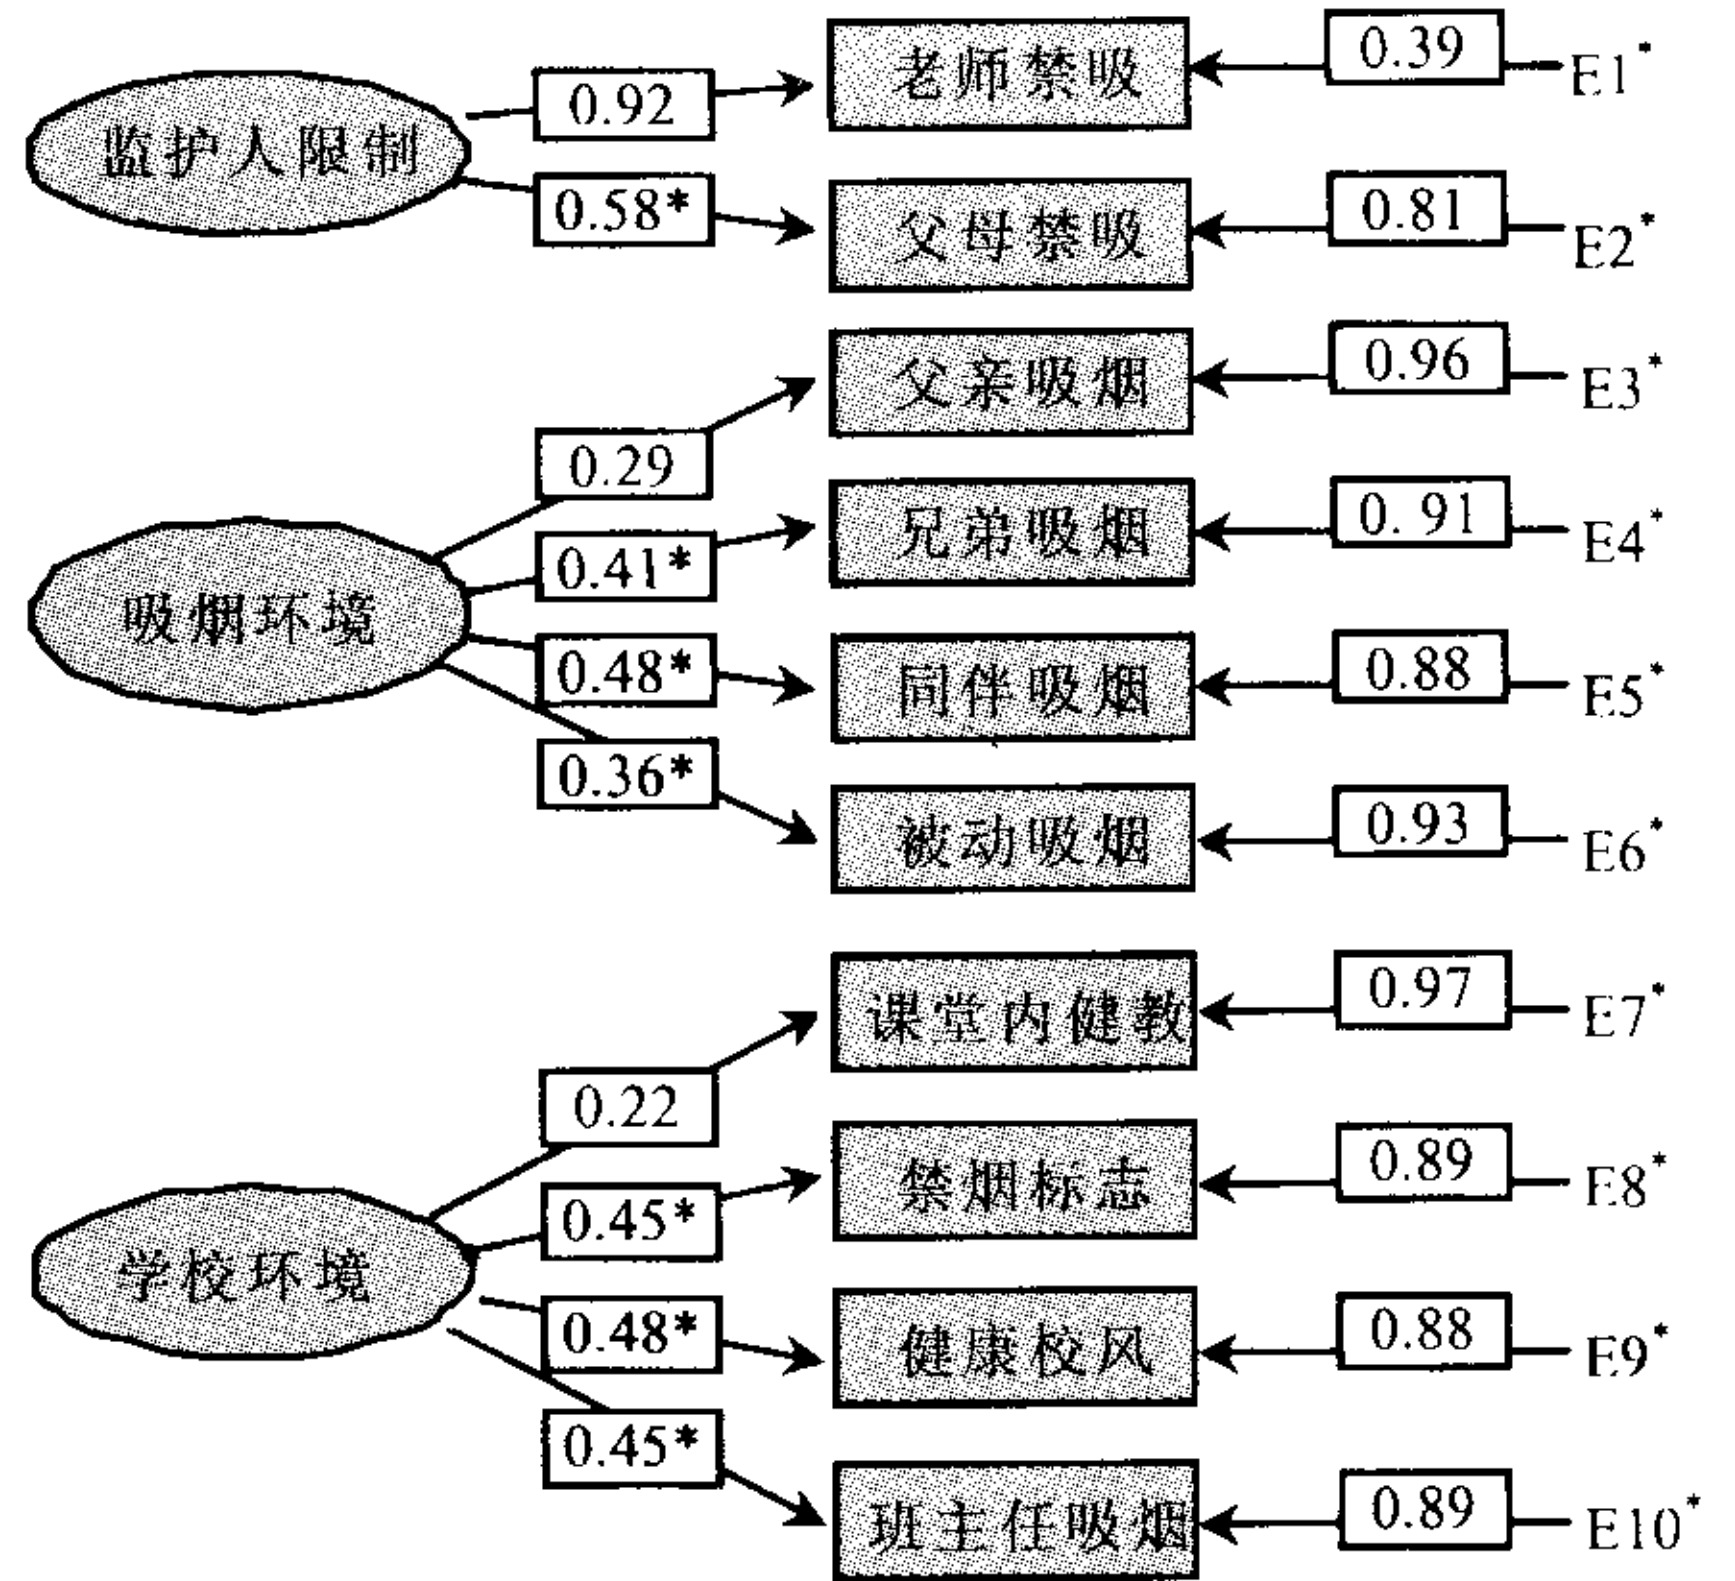 老师禁吸
0.39
E1*
监护人限制
0.92
0.58*
父母禁吸
0.81
E2*
父亲吸烟
0.96
E3*
0.29
兄弟吸烟
0.91
E4*
0.41*
吸烟环境
0.48*
同伴吸烟
0.88
E5*
0.36*
被动吸烟
0.93
E6*
课堂内健教
0.97
E7*
0.22
禁烟标志
0.89
E8*
0.45*
学校环境
0.48*
健康校风
0.88
E9*
0.45*
班主任吸烟
0.89
E10*